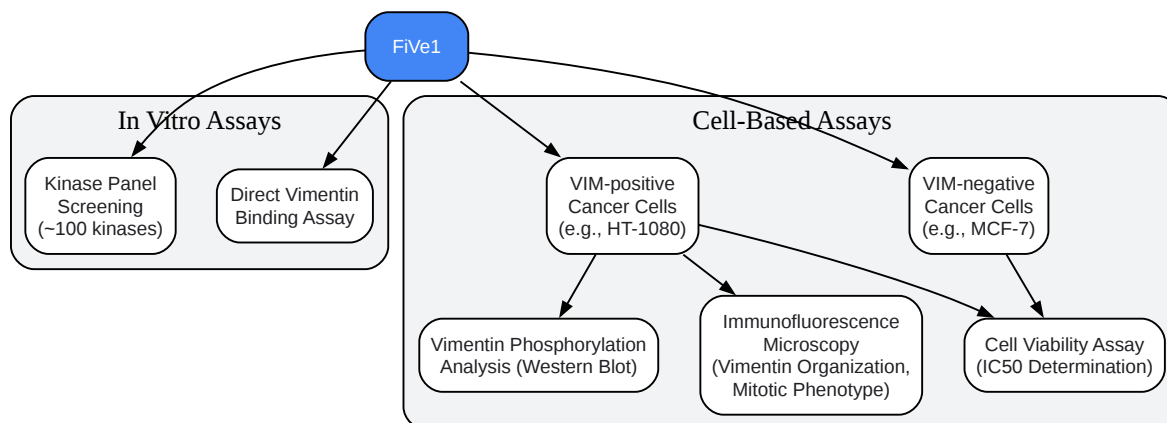 FiVe1
In Vitro Assays
Cell-Based Assays
Kinase Panel
Screening
(~100 kinases)
Direct Vimentin
Binding Assay
VIM-positive
Cancer Cells
(e.g., HT-1080)
VIM-negative
Cancer Cells
(e.g., MCF-7)
Vimentin Phosphorylation
Analysis (Western Blot)
Immunofluorescence
Microscopy
(Vimentin Organization,
Mitotic Phenotype)
Cell Viability Assay
(IC50 Determination)